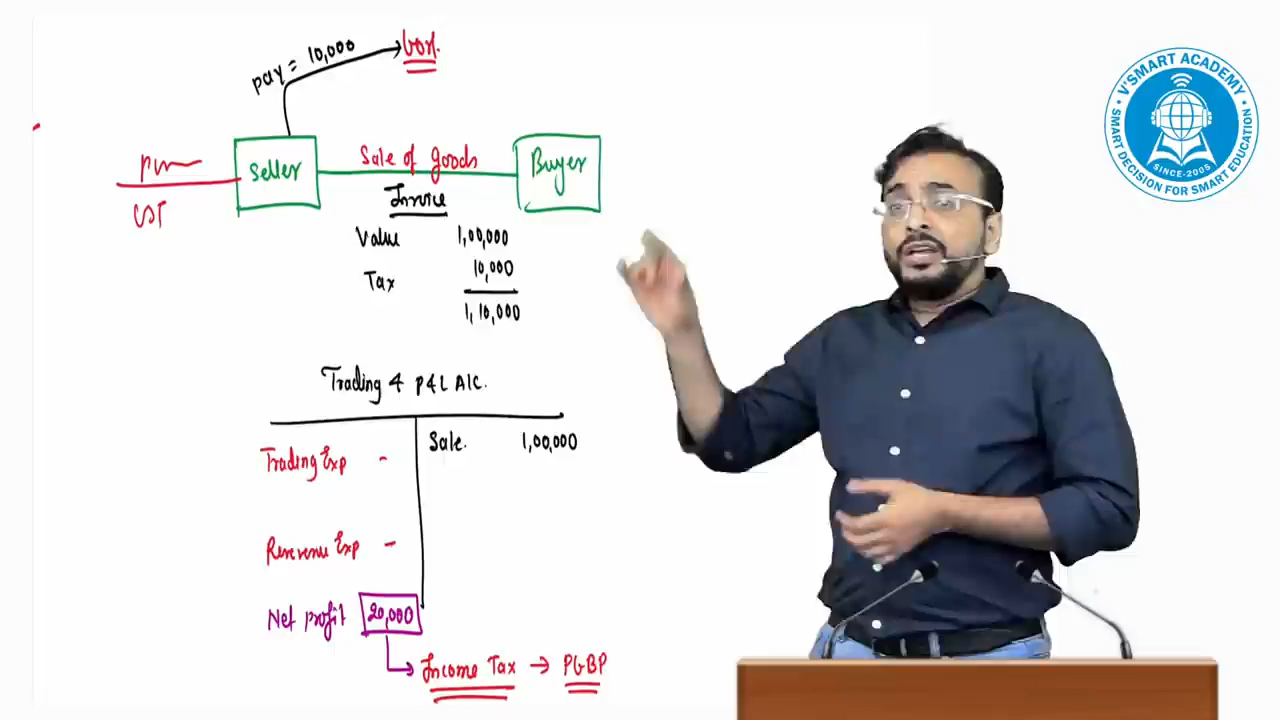 pay = 10,000
Govt.
Seller
Sale of goods
Buyer
GST
Invoice
Value 1,00,000
Tax 10,000
1,10,000
Trading & P&L A/c.
Sale. 1,00,000
Trading Exp -
Revenue Exp -
Net profit 20,000
Income Tax → PGBP
V'SMART ACADEMY
SMART DECISION FOR SMART EDUCATION
SINCE-2005